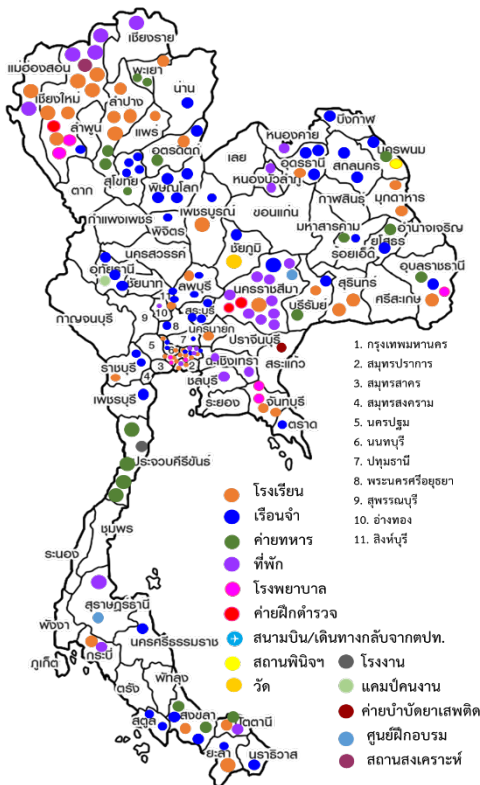 เชียงราย
แม่ฮ่องสอน
พะเยา
น่าน
เชียงใหม่
ลำปาง
ลำพูน
แพร่
บึงกาฬ
หนองคาย
เลย
นครพนม
อุตรดิตถ์
อุดรธานี
สกลนคร
ตาก
สุโขทัย
หนองบัวลำภู
พิษณุโลก
มุกดาหาร
กาฬสินธุ์
กำแพงเพชร
เพชรบูรณ์
ขอนแก่น
พิจิตร
มหาสารคาม
อำนาจเจริญ
ชัยภูมิ
ยโสธร
ร้อยเอ็ด
นครสวรรค์
อุทัยธานี
อุบลราชธานี
ชัยนาท
ลพบุรี
นครราชสีมา
สุรินทร์
ศรีสะเกษ
บุรีรัมย์
กาญจนบุรี
11
สระบุรี
9
10
8
นครนายก
ปราจีนบุรี
5
6
7
ฉะเชิงเทรา
สระแก้ว
ราชบุรี
3
1
2
4
ชลบุรี
เพชรบุรี
ระยอง
จันทบุรี
ตราด
1. กรุงเทพมหานคร
2. สมุทรปราการ
3. สมุทรสาคร
4. สมุทรสงคราม
5. นครปฐม
6. นนทบุรี
7. ปทุมธานี
8. พระนครศรีอยุธยา
9. สุพรรณบุรี
10. อ่างทอง
11. สิงห์บุรี
ประจวบคีรีขันธ์
โรงเรียน
เรือนจำ
ค่ายทหาร
ที่พัก
โรงพยาบาล
ค่ายฝึกตำรวจ
สนามบิน/เดินทางกลับจากตปท.
สถานพินิจฯ
โรงงาน
วัด
แคมป์คนงาน
ค่ายบำบัดยาเสพติด
ศูนย์ฝึกอบรม
สถานสงเคราะห์
ชุมพร
ระนอง
สุราษฎร์ธานี
พังงา
นครศรีธรรมราช
ภูเก็ต
กระบี่
ตรัง
พัทลุง
สตูล
สงขลา
ปัตตานี
ยะลา
นราธิวาส